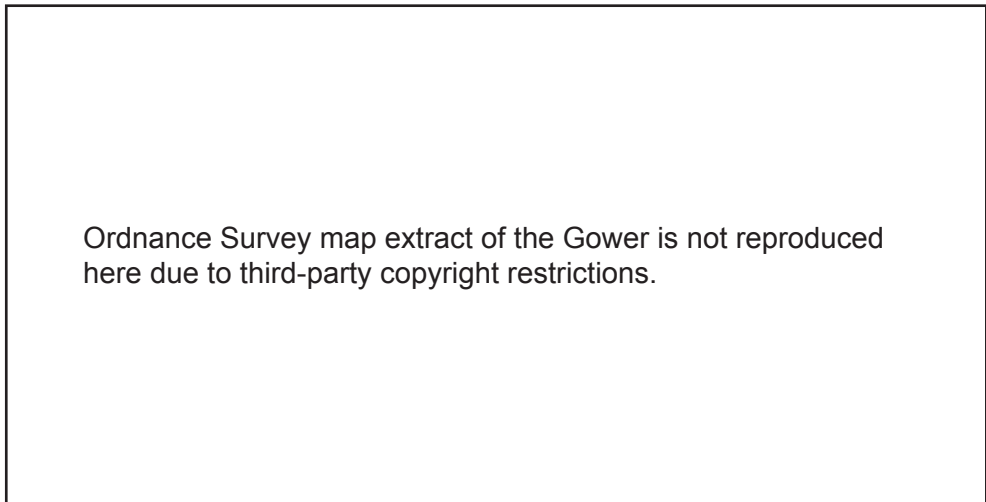 Ordnance Survey map extract of the Gower is not reproduced
here due to third-party copyright restrictions.